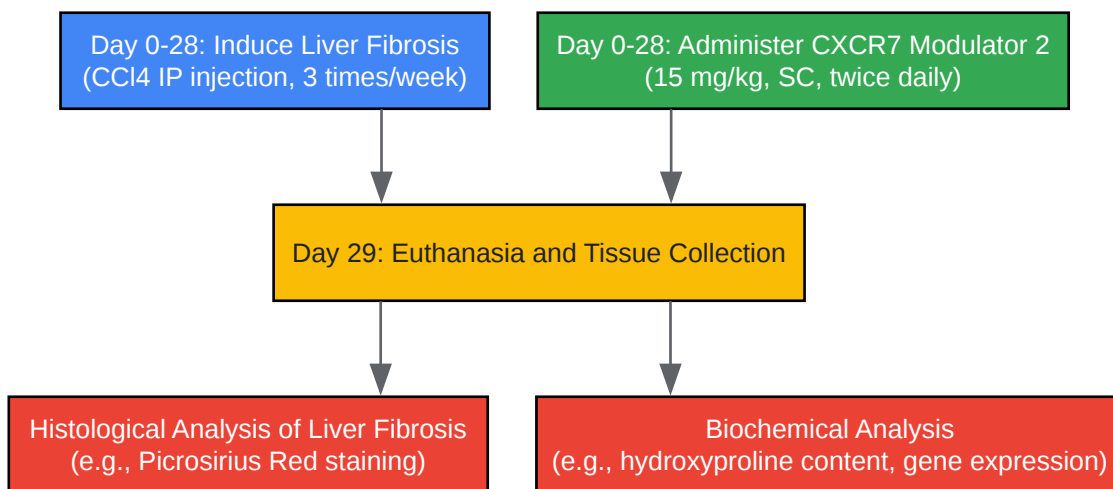 Day 0-28: Induce Liver Fibrosis
(CCl4 IP injection, 3 times/week)
Day 0-28: Administer CXCR7 Modulator 2
(15 mg/kg, SC, twice daily)
Day 29: Euthanasia and Tissue Collection
Histological Analysis of Liver Fibrosis
(e.g., Picrosirius Red staining)
Biochemical Analysis
(e.g., hydroxyproline content, gene expression)